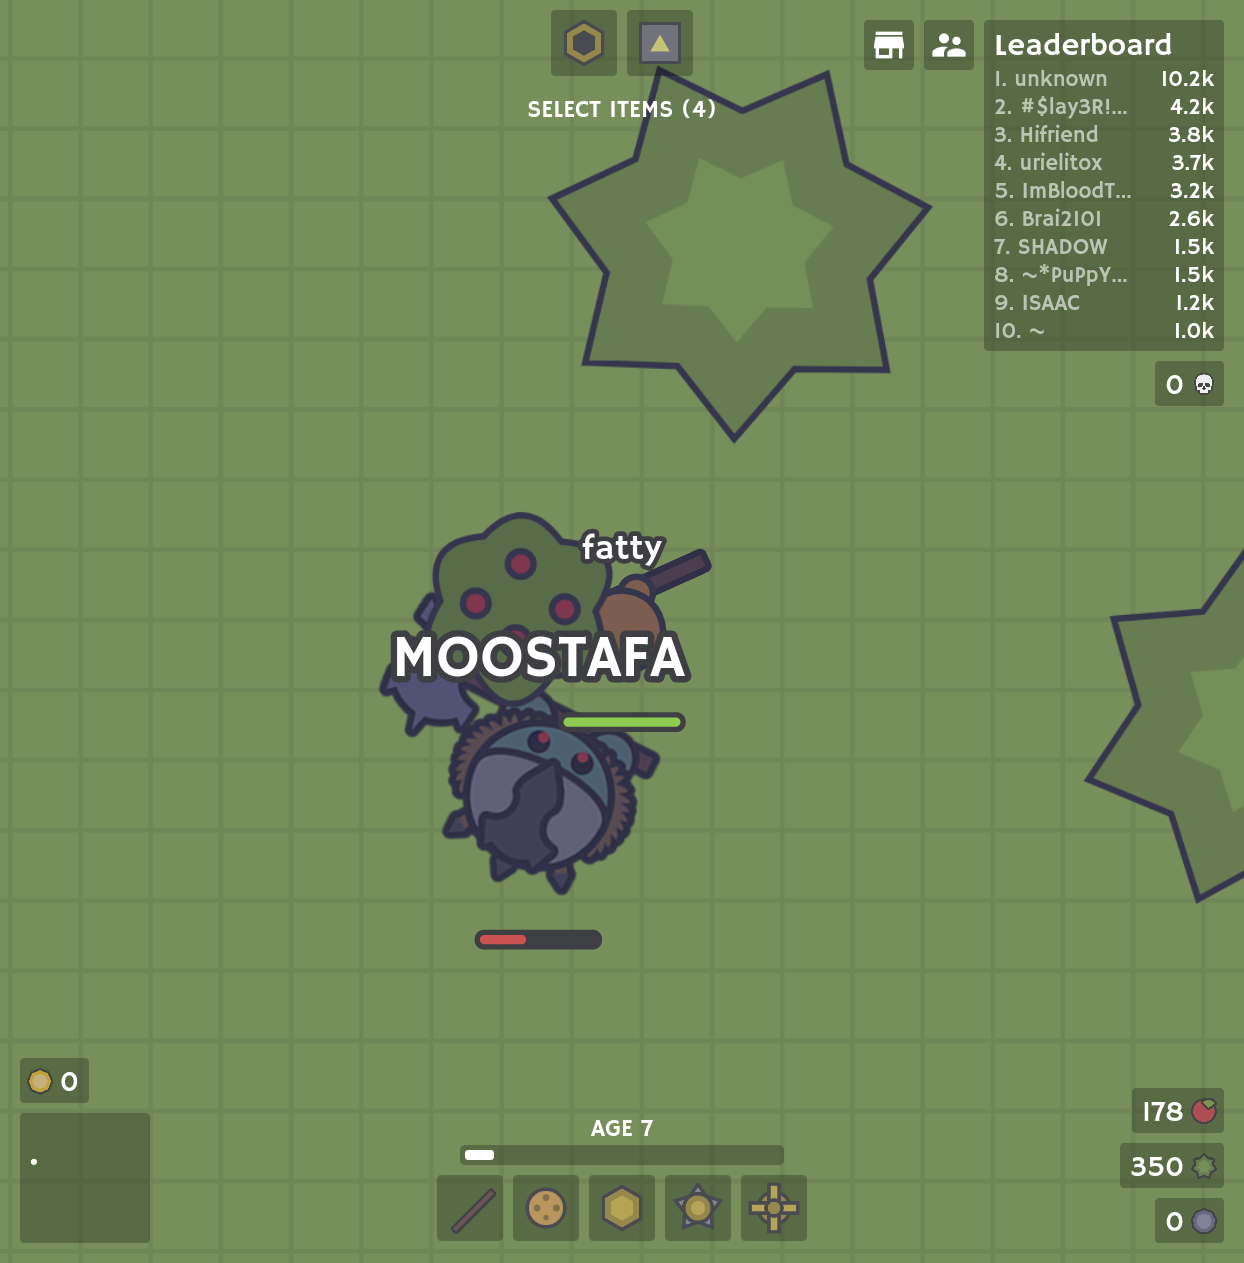 SELECT ITEMS (4)
Leaderboard
1. unknown 10.2k
2. #$lay3R!... 4.2k
3. Hifriend 3.8k
4. urielitox 3.7k
5. ImBloodT... 3.2k
6. Brai2101 2.6k
7. SHADOW 1.5k
8. ~*PuPpY... 1.5k
9. ISAAC 1.2k
10. ~ 1.0k
0
fatty
MOOSTAFA
0
AGE 7
178
350
0